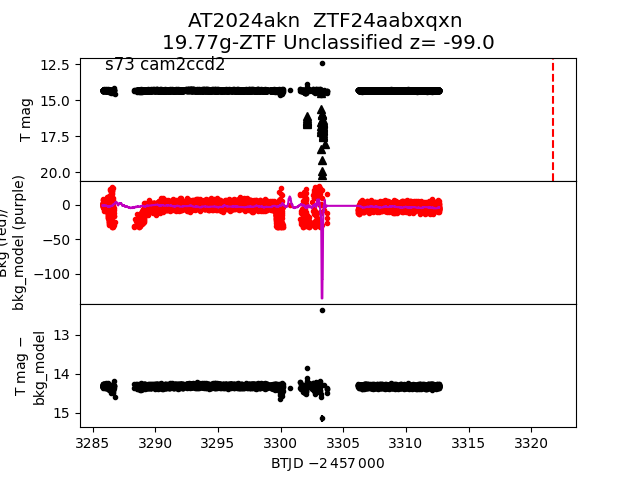 AT2024akn  ZTF24aabxqxn
19.77g-ZTF Unclassified z= -99.0
s73 cam2ccd2
12.5
15.0
17.5
20.0
T mag
0
−50
−100
Bkg (red)/
bkg_model (purple)
13
14
15
T mag −
bkg_model
3285 3290 3295 3300 3305 3310 3315 3320
BTJD −2 457 000